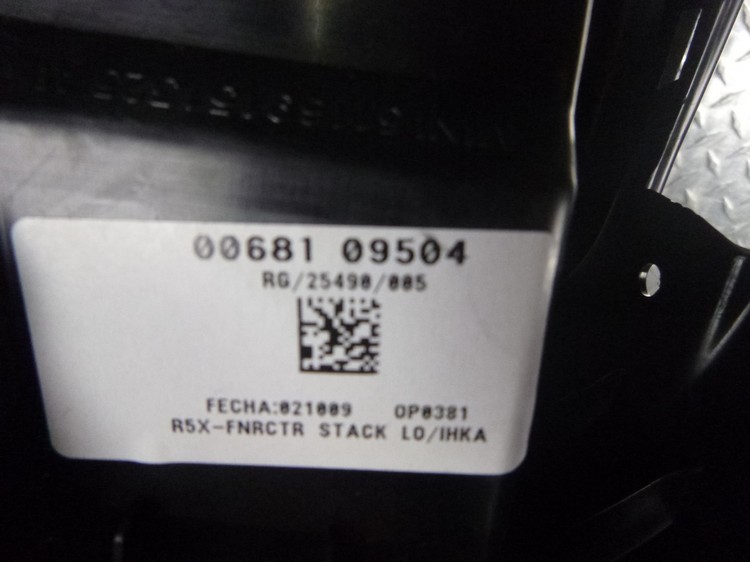 00681 09504
RG/25490/005
FECHA:021009 OP0381
R5X-FNRCTR STACK LO/IHKA